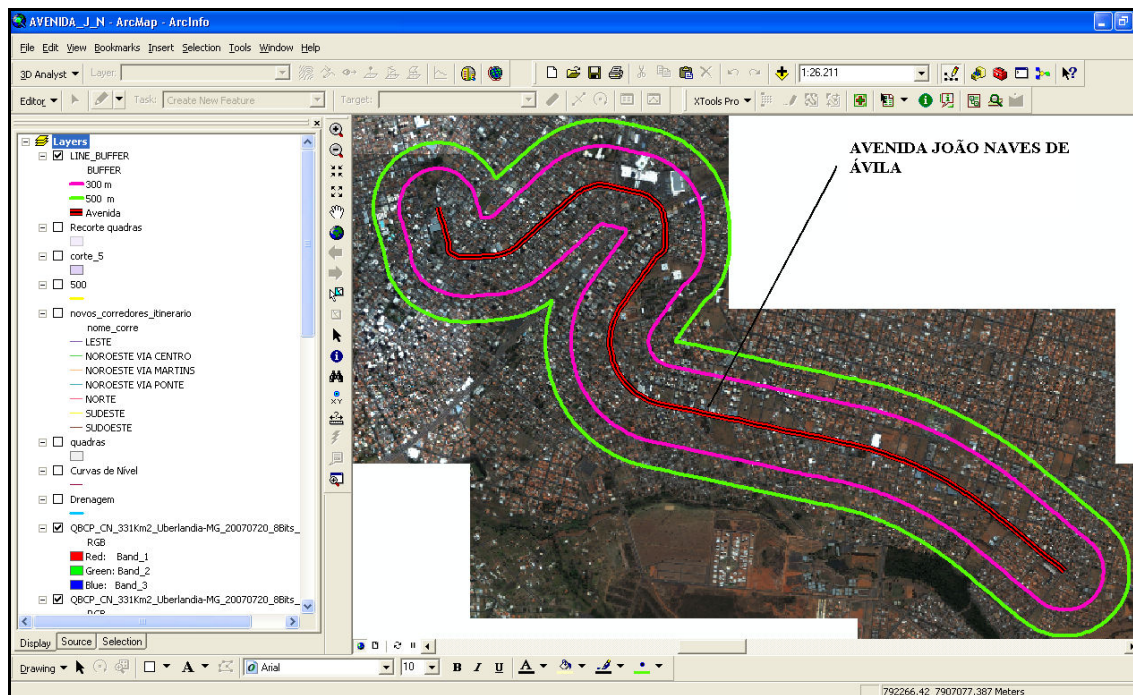 AVENIDA_J_N - ArcMap - ArcInfo
File Edit View Bookmarks Insert Selection Tools Window Help
3D Analyst Layer: 1:26.211
Editor Task: Create New Feature Target: XTools Pro
Layers
LINE_BUFFER
BUFFER
300 m
500 m
Avenida
Recorte quadras
corte_5
500
novos_corredores_itinerario
nome_corre
LESTE
NOROESTE VIA CENTRO
NOROESTE VIA MARTINS
NOROESTE VIA PONTE
NORTE
SUDESTE
SUDOESTE
quadras
Curvas de Nível
Drenagem
QBCP_CN_331Km2_Uberlandia-MG_20070720_8Bits_
RGB
Red: Band_1
Green: Band_2
Blue: Band_3
QBCP_CN_331Km2_Uberlandia-MG_20070720_8Bits_
RGB
Display Source Selection
XY
AVENIDA JOÃO NAVES DE
ÁVILA
Drawing A Arial 10 B I U A
792266,42 7907077,387 Meters